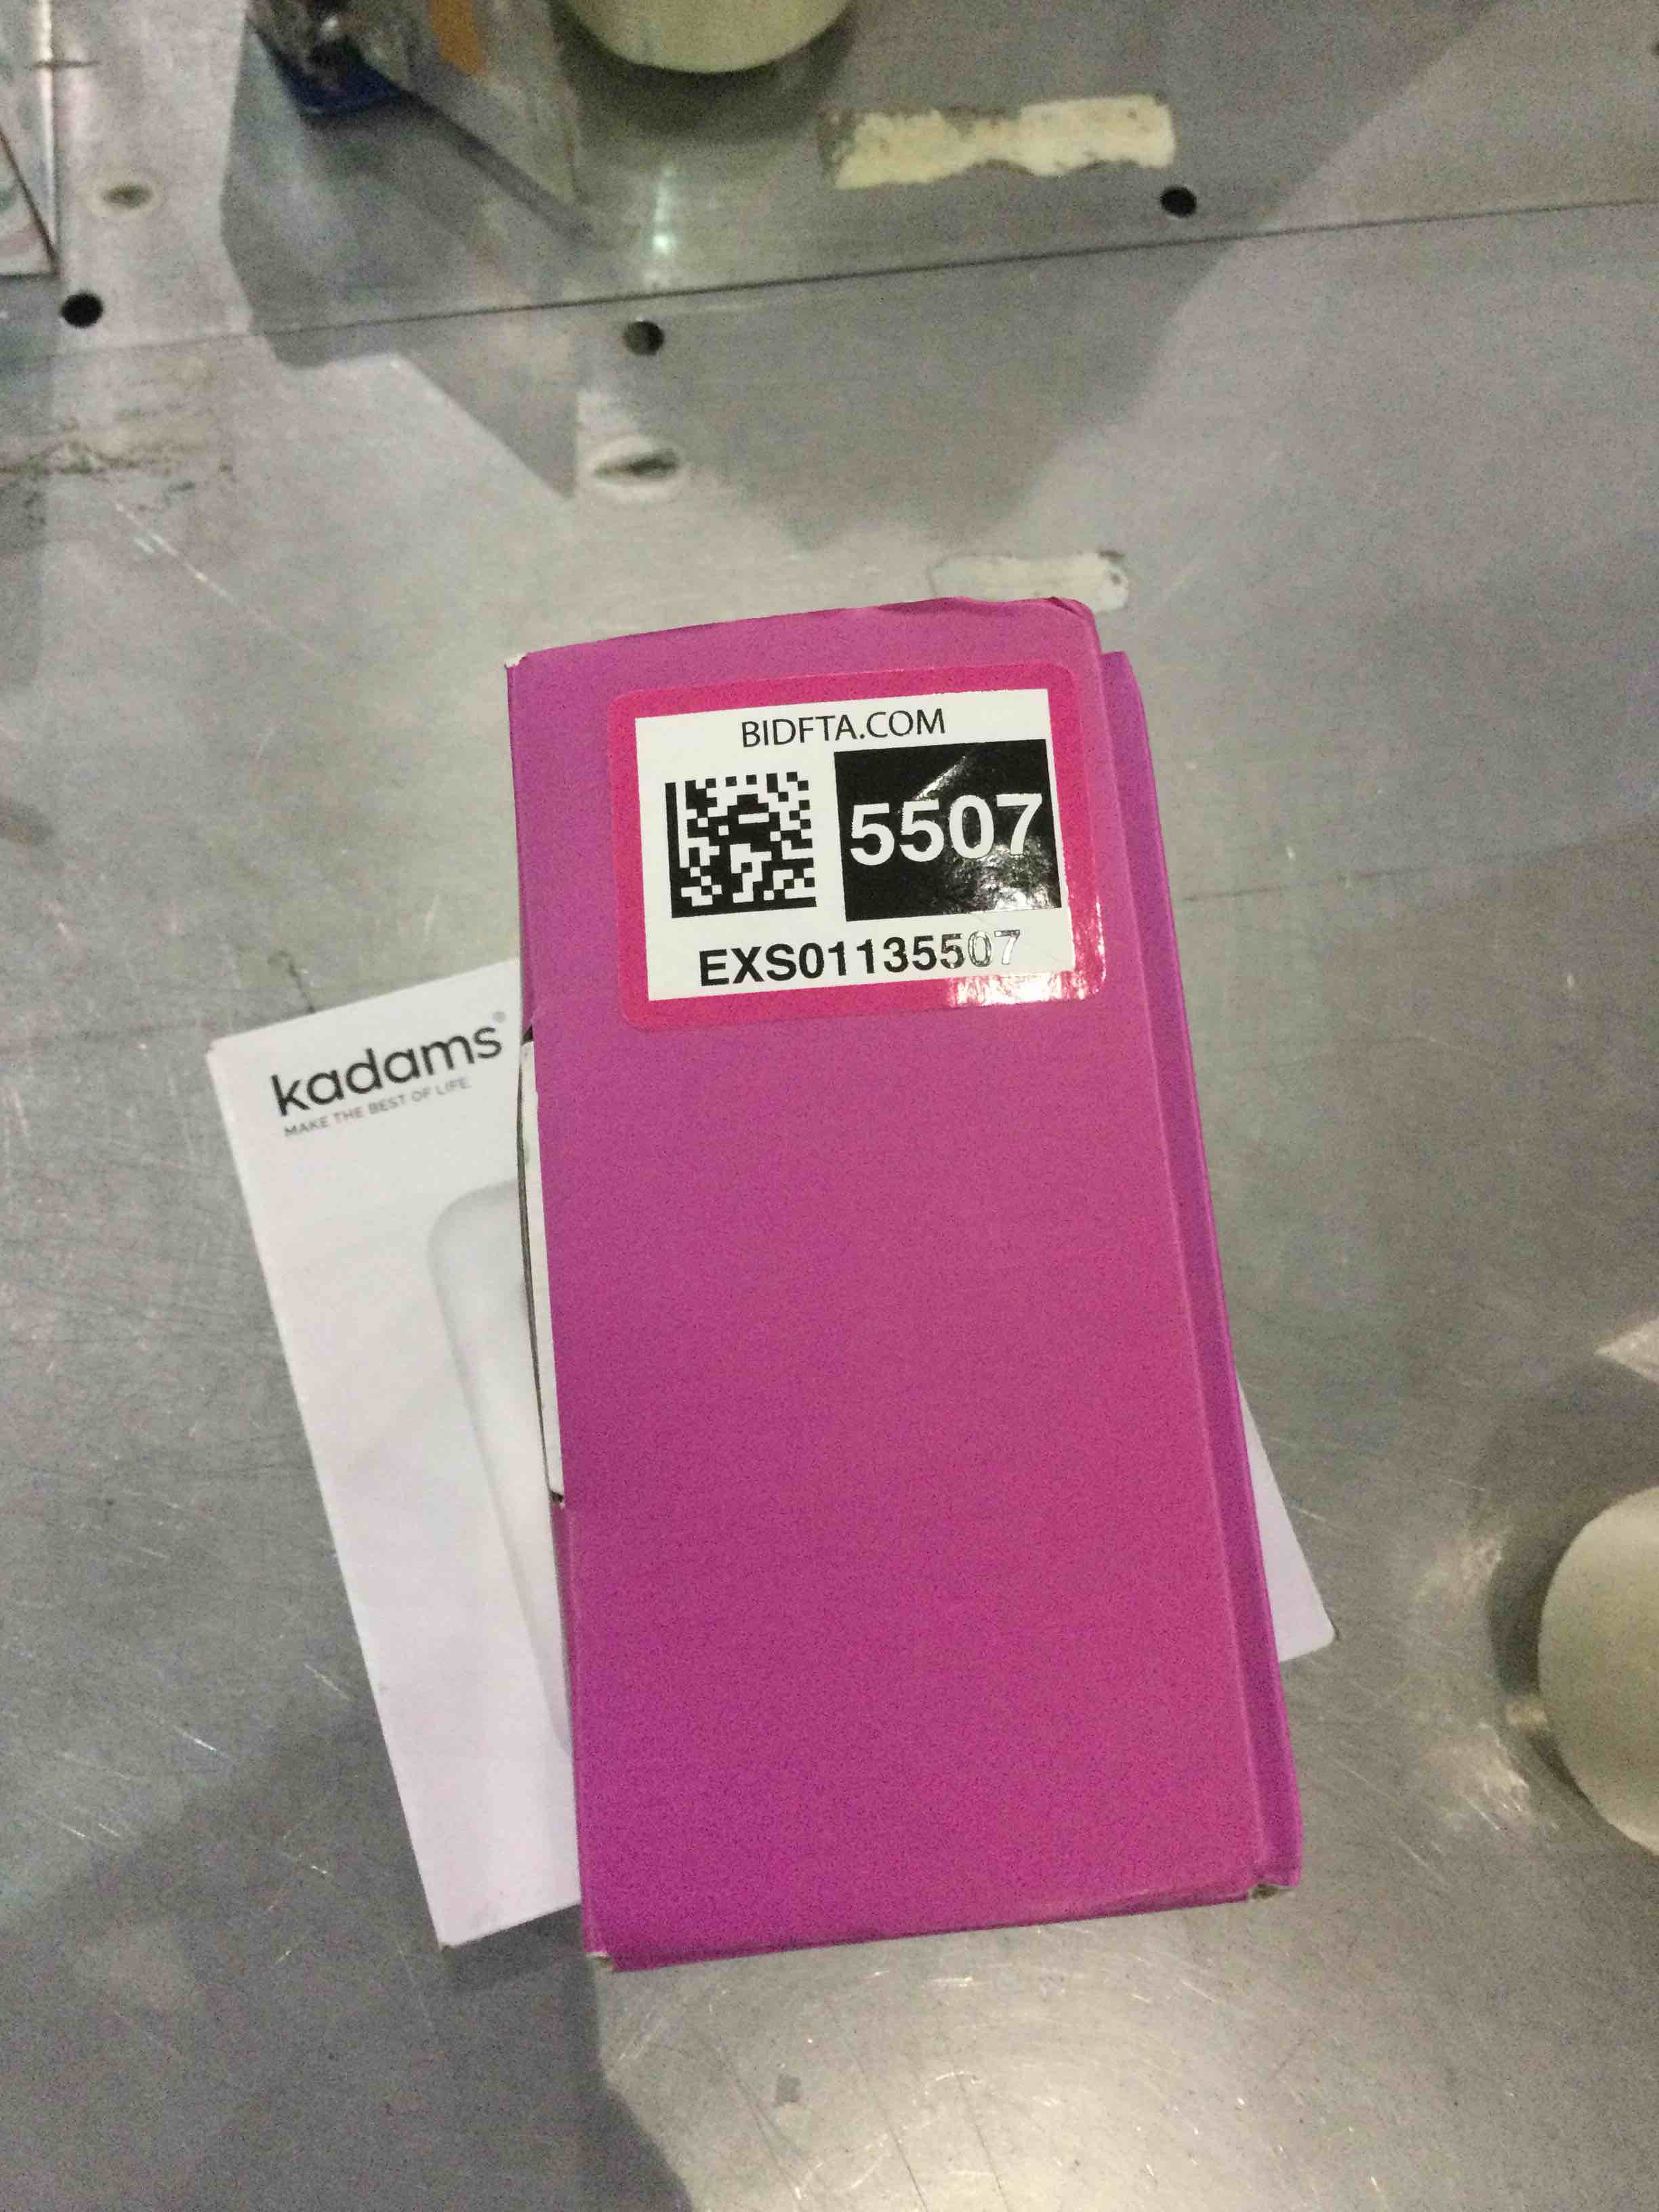 BIDFTA.COM
5507
EXS01135507
kadams®
MAKE THE BEST OF LIFE.